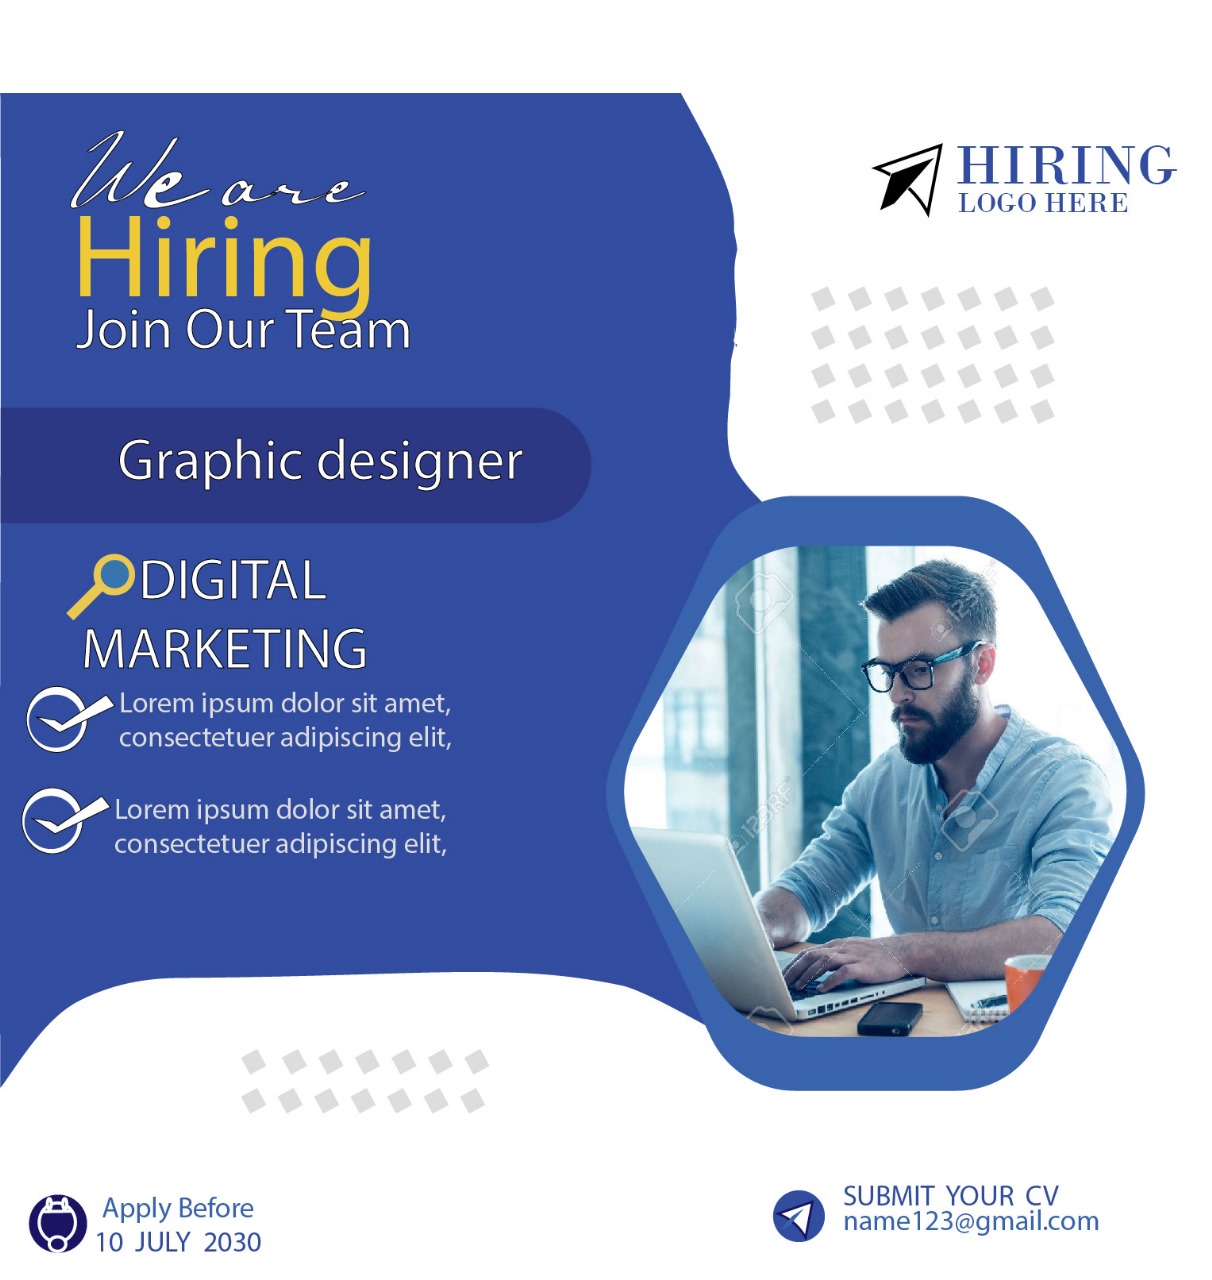 We are
Hiring
Join Our Team
HIRING
LOGO HERE
Graphic designer
DIGITAL
MARKETING
Lorem ipsum dolor sit amet,
consectetuer adipiscing elit,
Lorem ipsum dolor sit amet,
consectetuer adipiscing elit,
123RF
123RF
Apply Before
10 JULY 2030
SUBMIT YOUR CV
name123@gmail.com